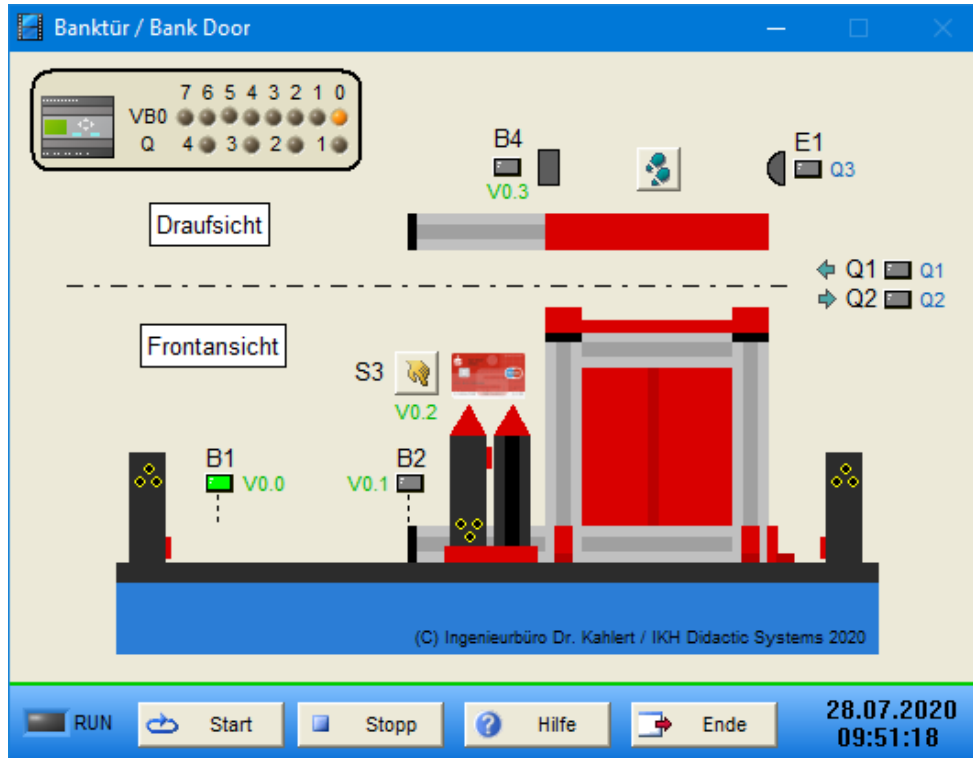 Banktür / Bank Door
7 6 5 4 3 2 1 0
VB0
Q 4 3 2 1
B4
V0.3
E1
Q3
Draufsicht
Q1 Q1
Q2 Q2
Frontansicht
S3
V0.2
B1
V0.0
B2
V0.1
(C) Ingenieurbüro Dr. Kahlert / IKH Didactic Systems 2020
RUN
Start
Stopp
Hilfe
Ende
28.07.2020
09:51:18